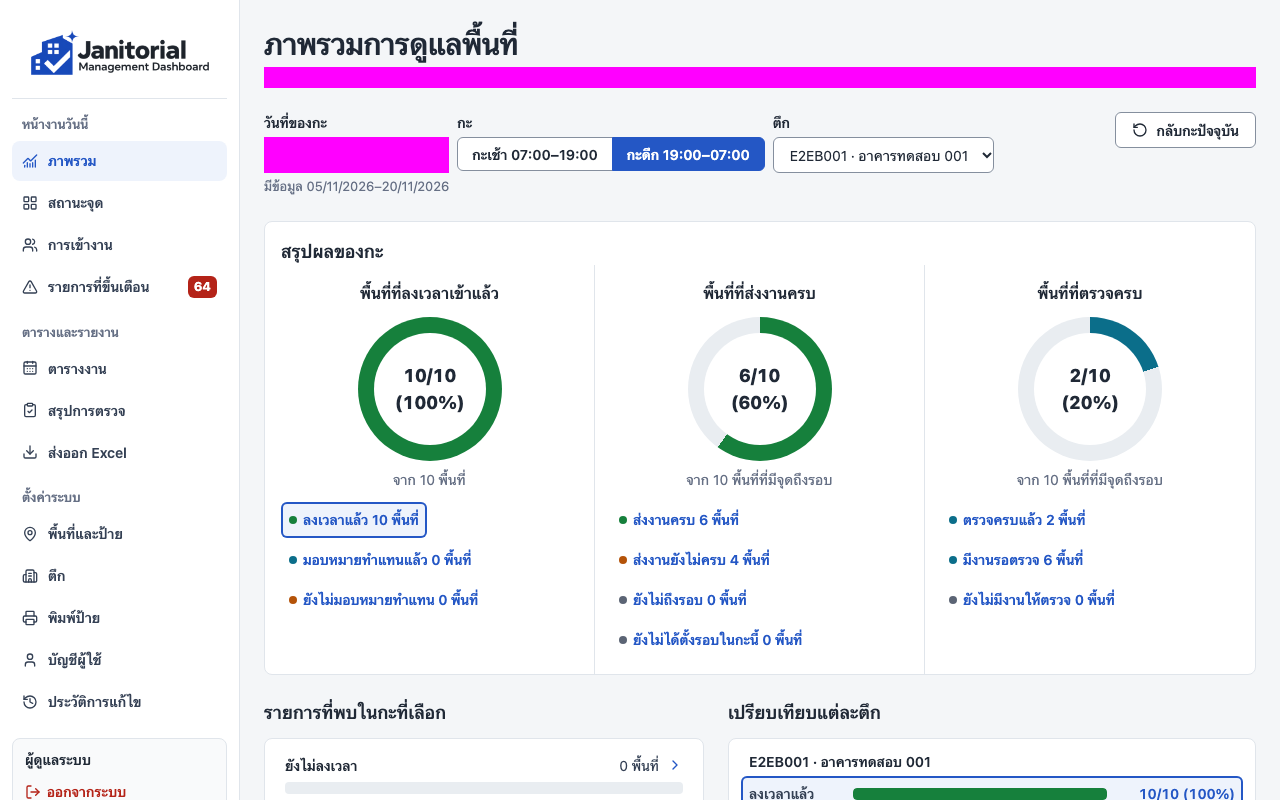 Janitorial
Management Dashboard
หน้างานวันนี้
ภาพรวม
สถานะจุด
การเข้างาน
รายการที่ขึ้นเตือน 64
ตารางและรายงาน
ตารางงาน
สรุปการตรวจ
ส่งออก Excel
ตั้งค่าระบบ
พื้นที่และป้าย
ตึก
พิมพ์ป้าย
บัญชีผู้ใช้
ประวัติการแก้ไข
ผู้ดูแลระบบ
ออกจากระบบ
ภาพรวมการดูแลพื้นที่
วันที่ของกะ
มีข้อมูล 05/11/2026–20/11/2026
กะ
กะเช้า 07:00–19:00 กะดึก 19:00–07:00
ตึก
E2EB001 · อาคารทดสอบ 001
กลับกะปัจจุบัน
สรุปผลของกะ
พื้นที่ที่ลงเวลาเข้าแล้ว
10/10
(100%)
จาก 10 พื้นที่
ลงเวลาแล้ว 10 พื้นที่
มอบหมายทำแทนแล้ว 0 พื้นที่
ยังไม่มอบหมายทำแทน 0 พื้นที่
พื้นที่ที่ส่งงานครบ
6/10
(60%)
จาก 10 พื้นที่ที่มีจุดถึงรอบ
ส่งงานครบ 6 พื้นที่
ส่งงานยังไม่ครบ 4 พื้นที่
ยังไม่ถึงรอบ 0 พื้นที่
ยังไม่ได้ตั้งรอบในกะนี้ 0 พื้นที่
พื้นที่ที่ตรวจครบ
2/10
(20%)
จาก 10 พื้นที่ที่มีจุดถึงรอบ
ตรวจครบแล้ว 2 พื้นที่
มีงานรอตรวจ 6 พื้นที่
ยังไม่มีงานให้ตรวจ 0 พื้นที่
รายการที่พบในกะที่เลือก
ยังไม่ลงเวลา 0 พื้นที่
เปรียบเทียบแต่ละตึก
E2EB001 · อาคารทดสอบ 001
ลงเวลาแล้ว 10/10 (100%)